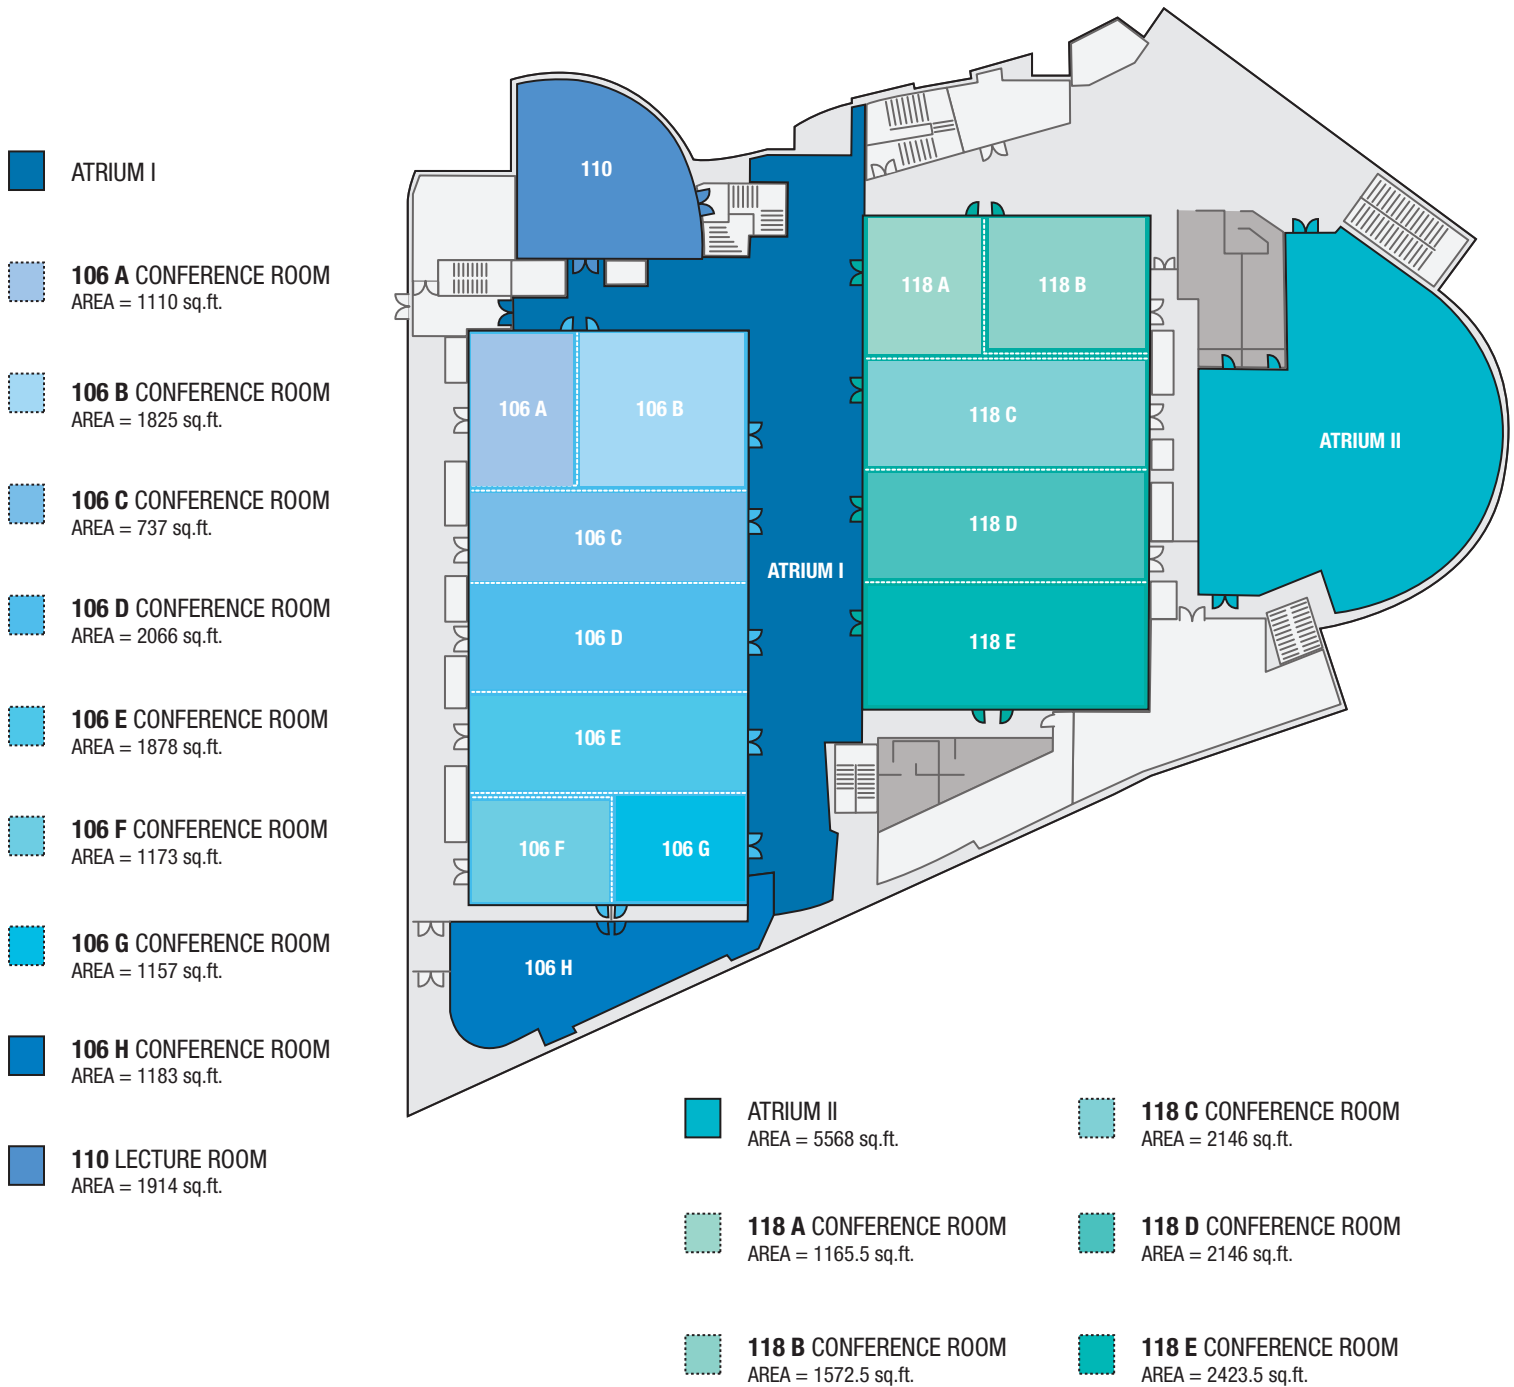 ATRIUM I
106 A CONFERENCE ROOM
AREA = 1110 sq.ft.
106 B CONFERENCE ROOM
AREA = 1825 sq.ft.
106 C CONFERENCE ROOM
AREA = 737 sq.ft.
106 D CONFERENCE ROOM
AREA = 2066 sq.ft.
106 E CONFERENCE ROOM
AREA = 1878 sq.ft.
106 F CONFERENCE ROOM
AREA = 1173 sq.ft.
106 G CONFERENCE ROOM
AREA = 1157 sq.ft.
106 H CONFERENCE ROOM
AREA = 1183 sq.ft.
110 LECTURE ROOM
AREA = 1914 sq.ft.
110
106 A
106 B
106 C
106 D
106 E
106 F
106 G
106 H
ATRIUM I
118 A
118 B
118 C
118 D
118 E
ATRIUM II
ATRIUM II
AREA = 5568 sq.ft.
118 A CONFERENCE ROOM
AREA = 1165.5 sq.ft.
118 B CONFERENCE ROOM
AREA = 1572.5 sq.ft.
118 C CONFERENCE ROOM
AREA = 2146 sq.ft.
118 D CONFERENCE ROOM
AREA = 2146 sq.ft.
118 E CONFERENCE ROOM
AREA = 2423.5 sq.ft.